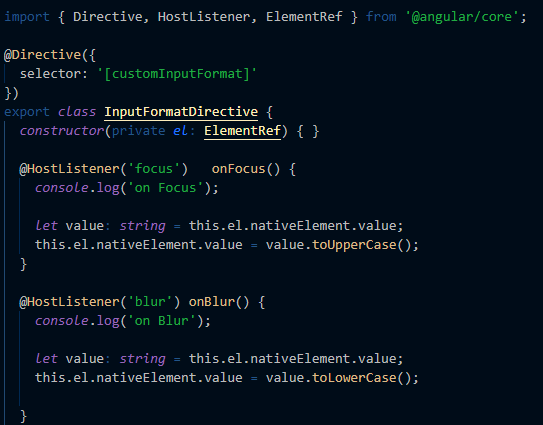 import { Directive, HostListener, ElementRef } from '@angular/core';
@Directive({
selector: '[customInputFormat]'
})
export class InputFormatDirective {
constructor(private el: ElementRef) { }
@HostListener('focus') onFocus() {
console.log('on Focus');
let value: string = this.el.nativeElement.value;
this.el.nativeElement.value = value.toUpperCase();
}
@HostListener('blur') onBlur() {
console.log('on Blur');
let value: string = this.el.nativeElement.value;
this.el.nativeElement.value = value.toLowerCase();
}